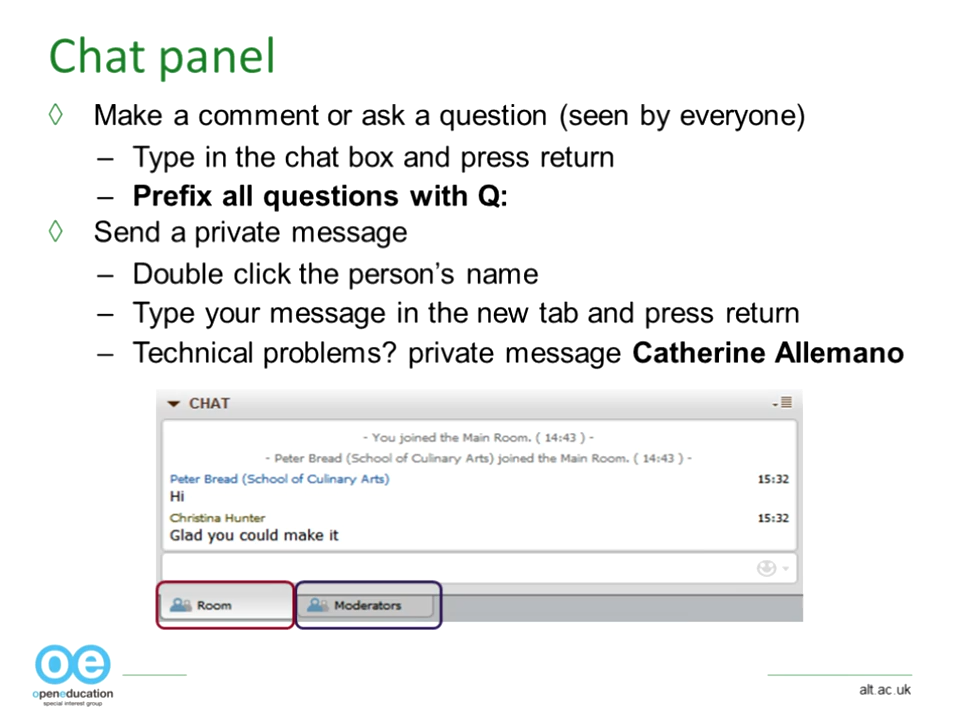 Chat panel
◊ Make a comment or ask a question (seen by everyone)
– Type in the chat box and press return
– Prefix all questions with Q:
◊ Send a private message
– Double click the person’s name
– Type your message in the new tab and press return
– Technical problems? private message Catherine Allemano
CHAT
- You joined the Main Room. ( 14:43 ) -
- Peter Bread (School of Culinary Arts) joined the Main Room. ( 14:43 ) -
Peter Bread (School of Culinary Arts) 15:32
Hi
Christina Hunter 15:32
Glad you could make it
Room Moderators
oe
openeducation
special interest group
alt.ac.uk